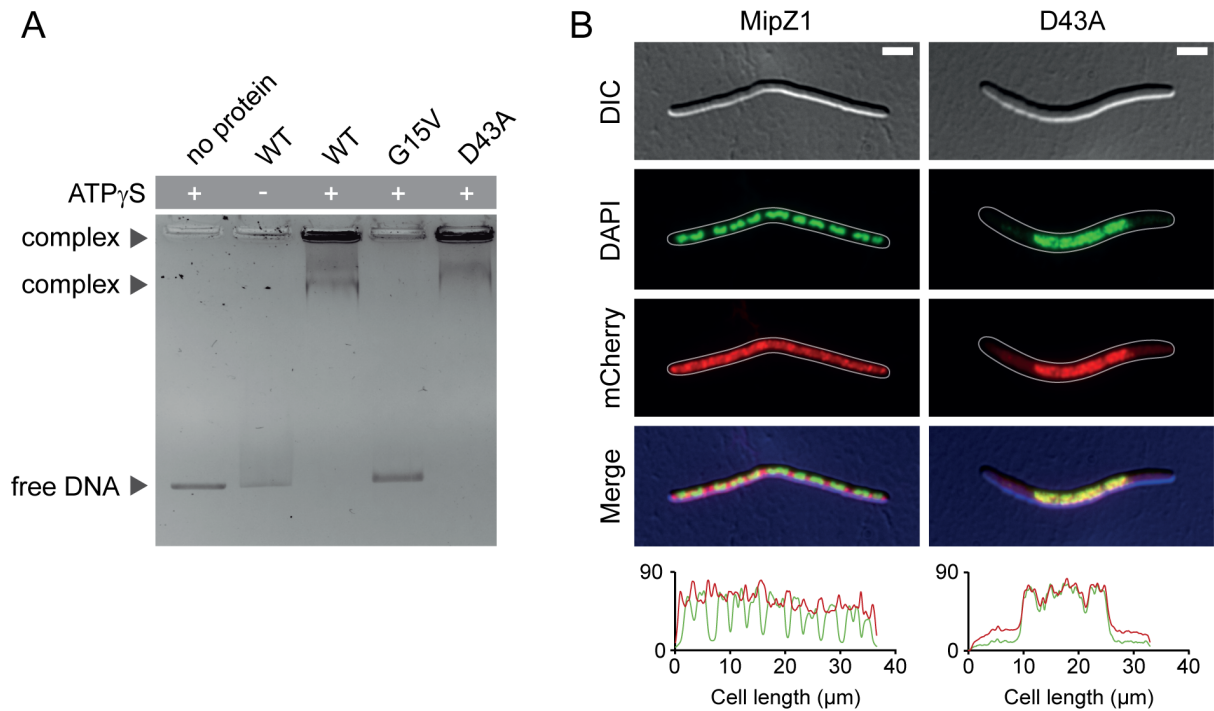 A
no protein
WT
WT
G15V
D43A
ATPγS + - + + +
complex
complex
free DNA
B
MipZ1 D43A
DIC
DAPI
mCherry
Merge
90 90
0 0
0 10 20 30 40 0 10 20 30 40
Cell length (μm) Cell length (μm)